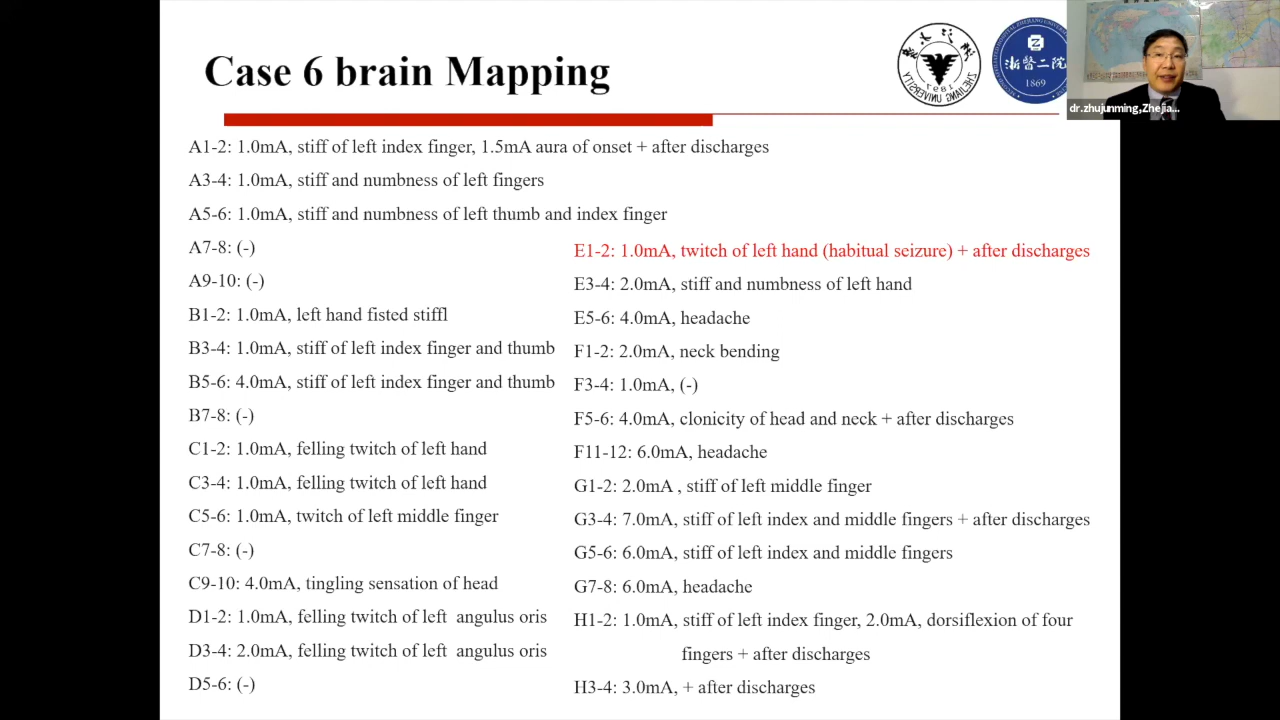 Case 6 brain Mapping
ZHEJIANG UNIVERSITY
1897
浙醫二院
1869
dr.zhujunming,Zhejia...
A1-2: 1.0mA, stiff of left index finger, 1.5mA aura of onset + after discharges
A3-4: 1.0mA, stiff and numbness of left fingers
A5-6: 1.0mA, stiff and numbness of left thumb and index finger
A7-8: (-)
A9-10: (-)
B1-2: 1.0mA, left hand fisted stiffl
B3-4: 1.0mA, stiff of left index finger and thumb
B5-6: 4.0mA, stiff of left index finger and thumb
B7-8: (-)
C1-2: 1.0mA, felling twitch of left hand
C3-4: 1.0mA, felling twitch of left hand
C5-6: 1.0mA, twitch of left middle finger
C7-8: (-)
C9-10: 4.0mA, tingling sensation of head
D1-2: 1.0mA, felling twitch of left angulus oris
D3-4: 2.0mA, felling twitch of left angulus oris
D5-6: (-)
E1-2: 1.0mA, twitch of left hand (habitual seizure) + after discharges
E3-4: 2.0mA, stiff and numbness of left hand
E5-6: 4.0mA, headache
F1-2: 2.0mA, neck bending
F3-4: 1.0mA, (-)
F5-6: 4.0mA, clonicity of head and neck + after discharges
F11-12: 6.0mA, headache
G1-2: 2.0mA , stiff of left middle finger
G3-4: 7.0mA, stiff of left index and middle fingers + after discharges
G5-6: 6.0mA, stiff of left index and middle fingers
G7-8: 6.0mA, headache
H1-2: 1.0mA, stiff of left index finger, 2.0mA, dorsiflexion of four
fingers + after discharges
H3-4: 3.0mA, + after discharges